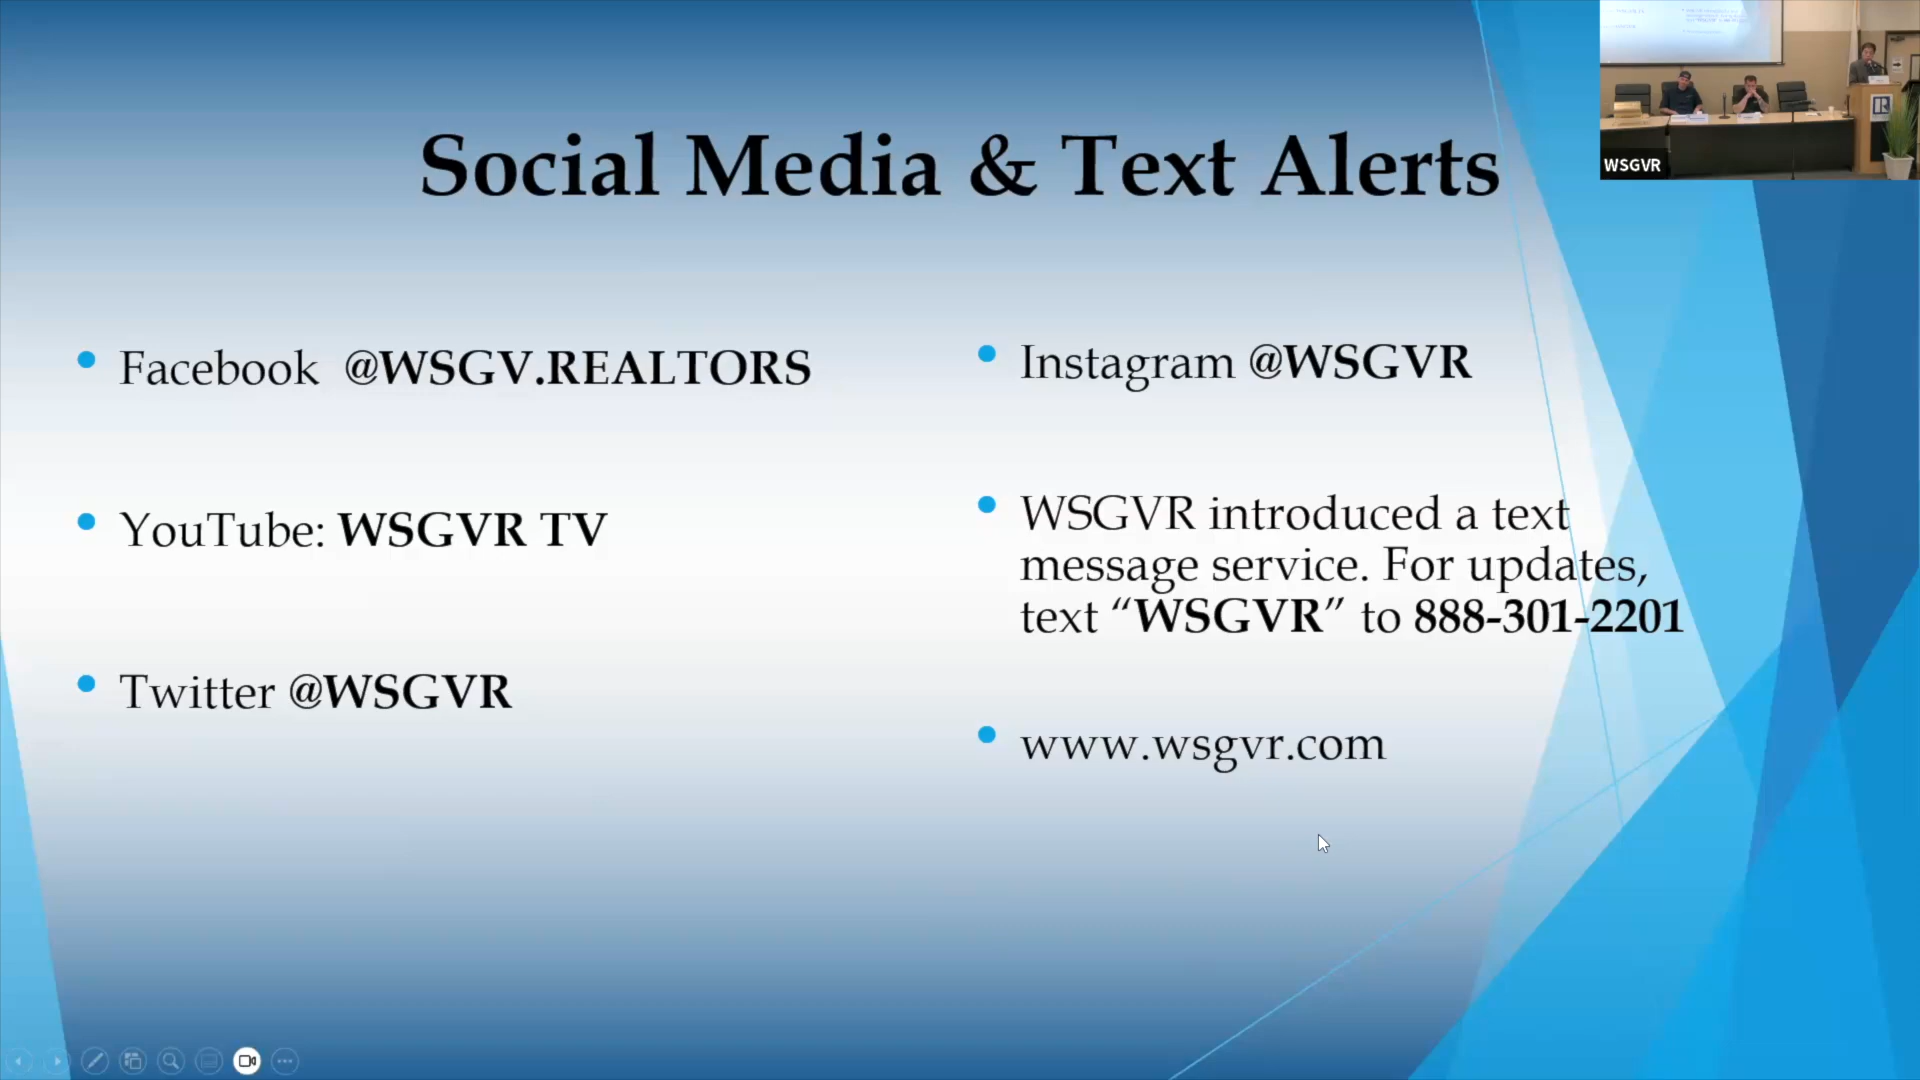 Social Media & Text Alerts
Facebook @WSGV.REALTORS
YouTube: WSGVR TV
Twitter @WSGVR
Instagram @WSGVR
WSGVR introduced a text
message service. For updates,
text “WSGVR” to 888-301-2201
www.wsgvr.com
WSGVR